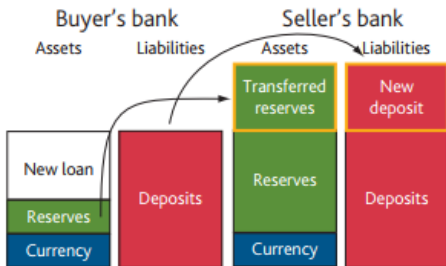 Buyer's bank
Seller's bank
Assets
Liabilities
Assets
Liabilities
Transferred
reserves
New
deposit
New loan
Reserves
Currency
Deposits
Reserves
Currency
Deposits